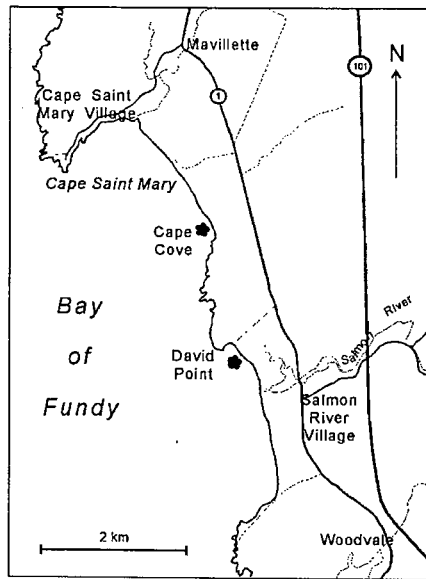 Mavillette
N
101
Cape Saint
Mary Village
1
Cape Saint Mary
Cape
Cove
Bay
of
Fundy
River
Salmon
David
Point
Salmon
River
Village
2 km
Woodvale